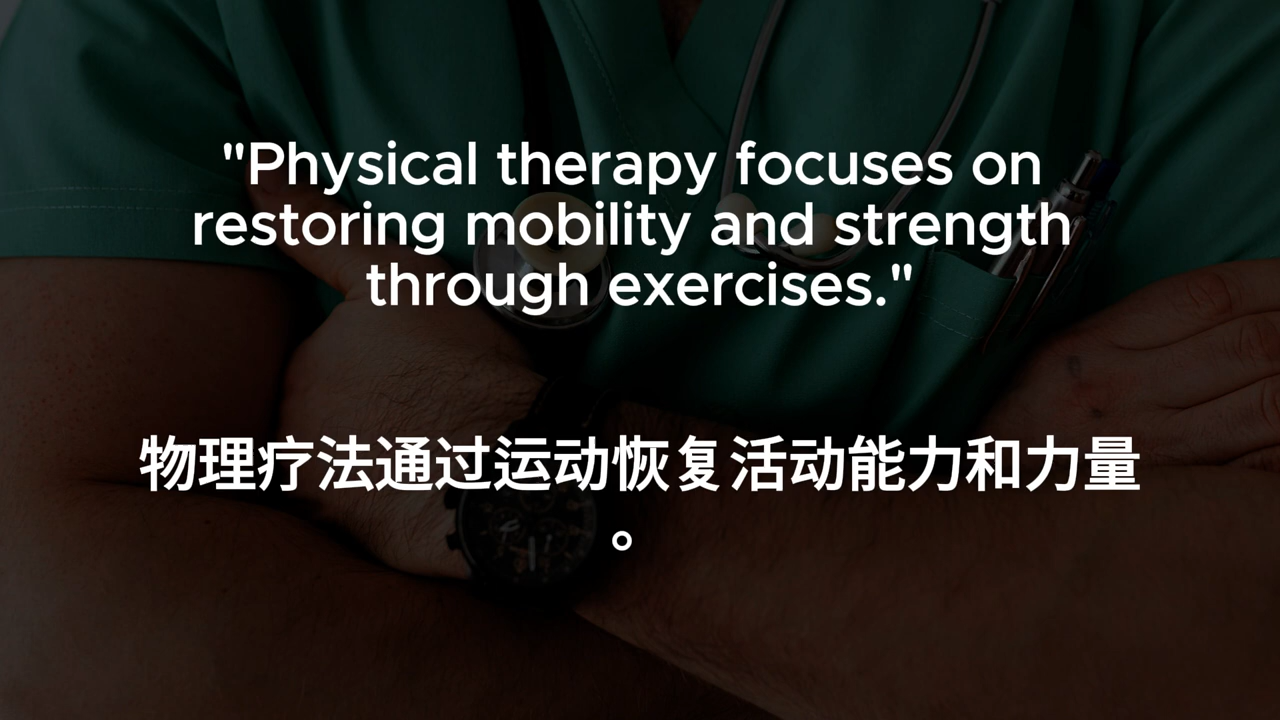 "Physical therapy focuses on
restoring mobility and strength
through exercises."
物理疗法通过运动恢复活动能力和力量
。